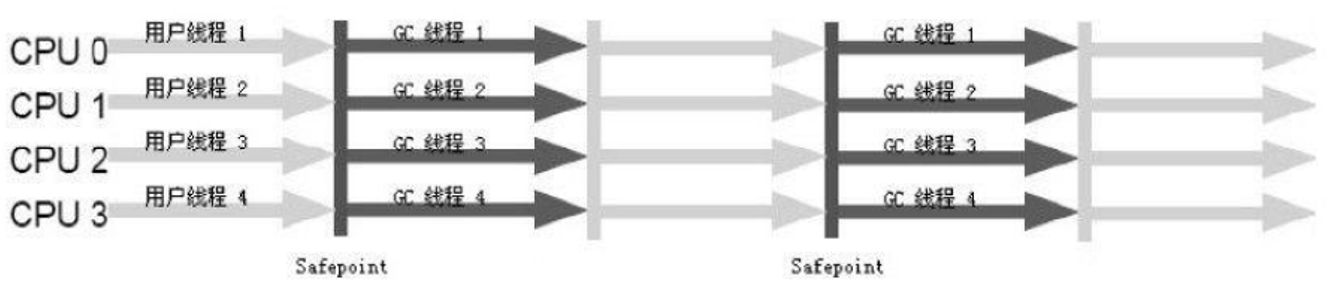 CPU 0 用户线程 1 GC 线程 1 GC 线程 1
CPU 1 用户线程 2 GC 线程 2 GC 线程 2
CPU 2 用户线程 3 GC 线程 3 GC 线程 3
CPU 3 用户线程 4 GC 线程 4 GC 线程 4
Safepoint Safepoint